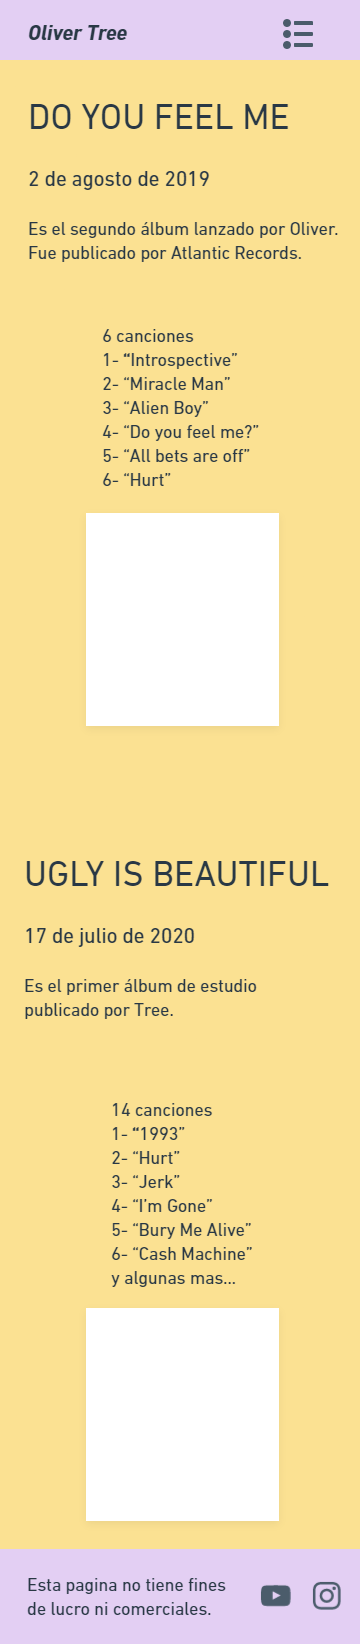 Oliver Tree
DO YOU FEEL ME
2 de agosto de 2019
Es el segundo álbum lanzado por Oliver.
Fue publicado por Atlantic Records.
6 canciones
1- “Introspective”
2- “Miracle Man”
3- “Alien Boy”
4- “Do you feel me?”
5- “All bets are off”
6- “Hurt”
UGLY IS BEAUTIFUL
17 de julio de 2020
Es el primer álbum de estudio
publicado por Tree.
14 canciones
1- “1993”
2- “Hurt”
3- “Jerk”
4- “I’m Gone”
5- “Bury Me Alive”
6- “Cash Machine”
y algunas mas...
Esta pagina no tiene fines
de lucro ni comerciales.